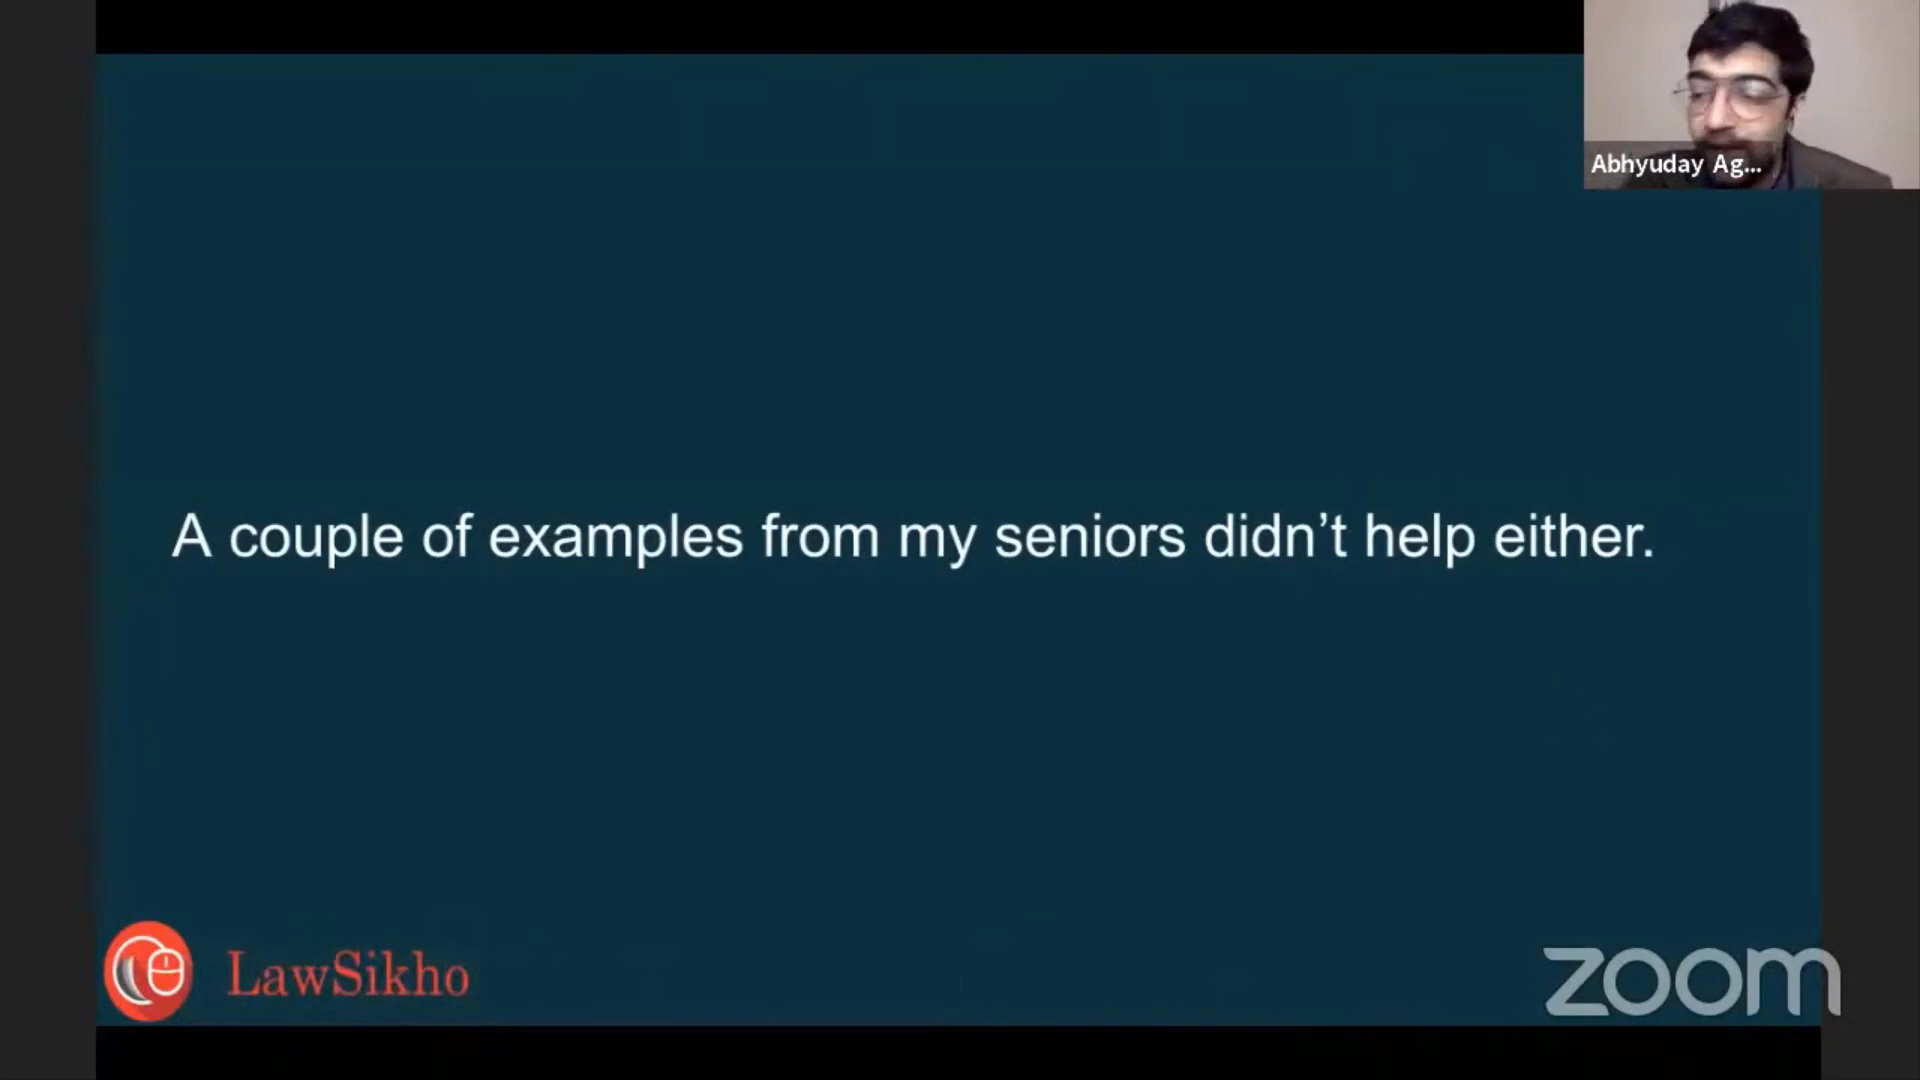 Abhyuday Ag...
A couple of examples from my seniors didn’t help either.
LawSikho
zoom